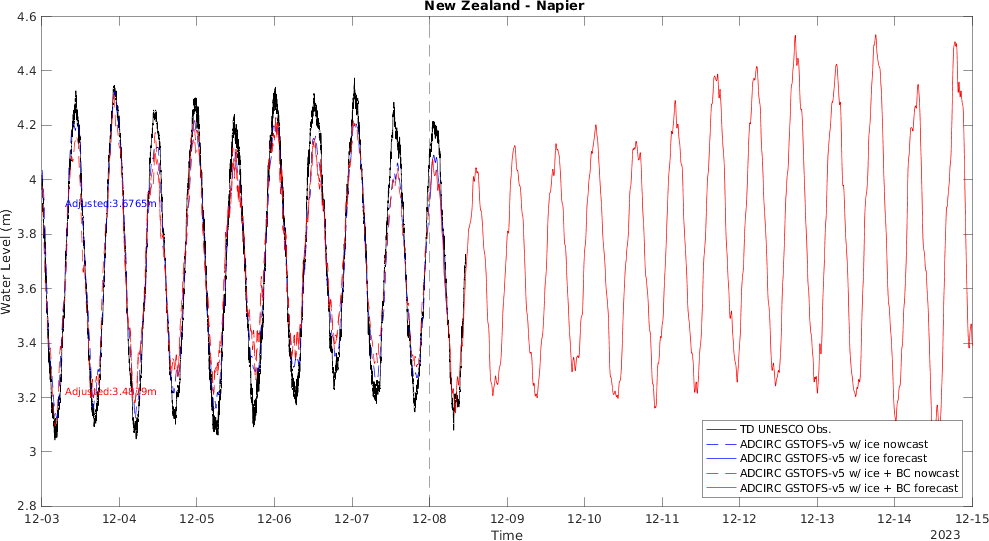 New Zealand - Napier
4.6
4.4
4.2
4
3.8
3.6
3.4
3.2
3
2.8
Water Level (m)
Adjusted:3.6765m
Adjusted:3.4839m
TD UNESCO Obs.
ADCIRC GSTOFS-v5 w/ ice nowcast
ADCIRC GSTOFS-v5 w/ ice forecast
ADCIRC GSTOFS-v5 w/ ice + BC nowcast
ADCIRC GSTOFS-v5 w/ ice + BC forecast
12-03 12-04 12-05 12-06 12-07 12-08 12-09 12-10 12-11 12-12 12-13 12-14 12-15
Time
2023